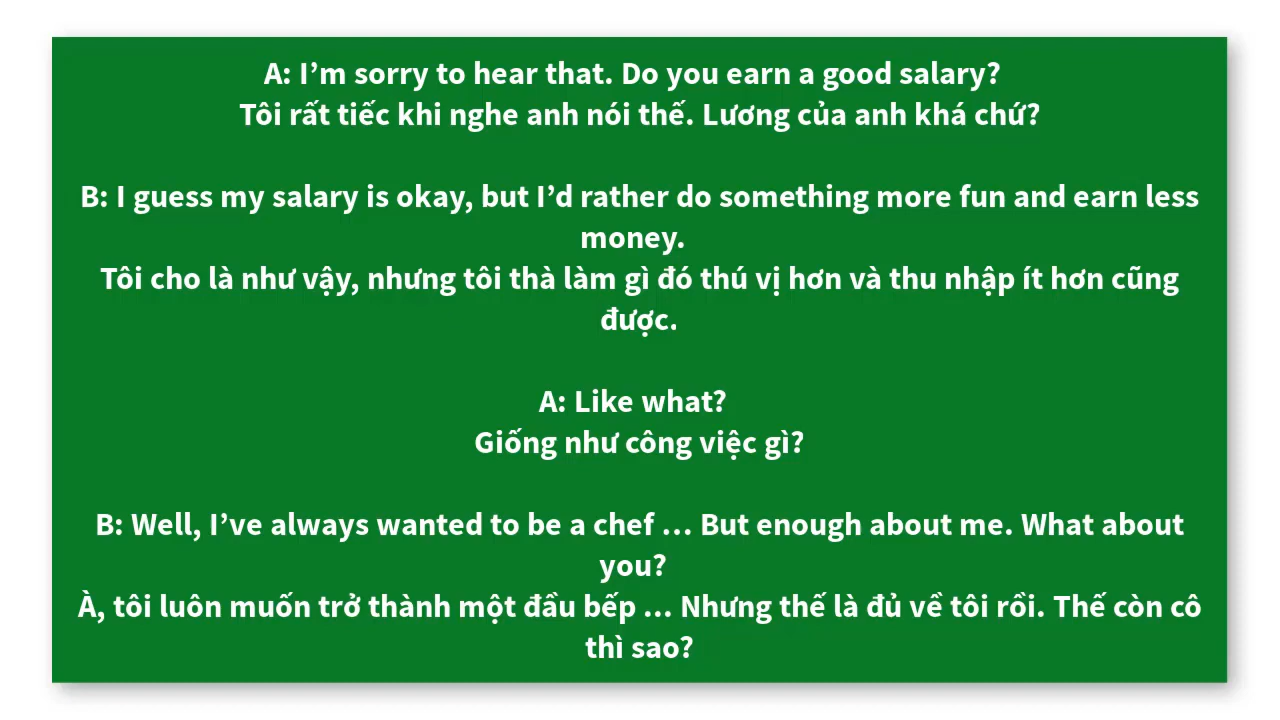 A: I’m sorry to hear that. Do you earn a good salary?
Tôi rất tiếc khi nghe anh nói thế. Lương của anh khá chứ?
B: I guess my salary is okay, but I’d rather do something more fun and earn less
money.
Tôi cho là như vậy, nhưng tôi thà làm gì đó thú vị hơn và thu nhập ít hơn cũng
được.
A: Like what?
Giống như công việc gì?
B: Well, I’ve always wanted to be a chef … But enough about me. What about
you?
À, tôi luôn muốn trở thành một đầu bếp … Nhưng thế là đủ về tôi rồi. Thế còn cô
thì sao?